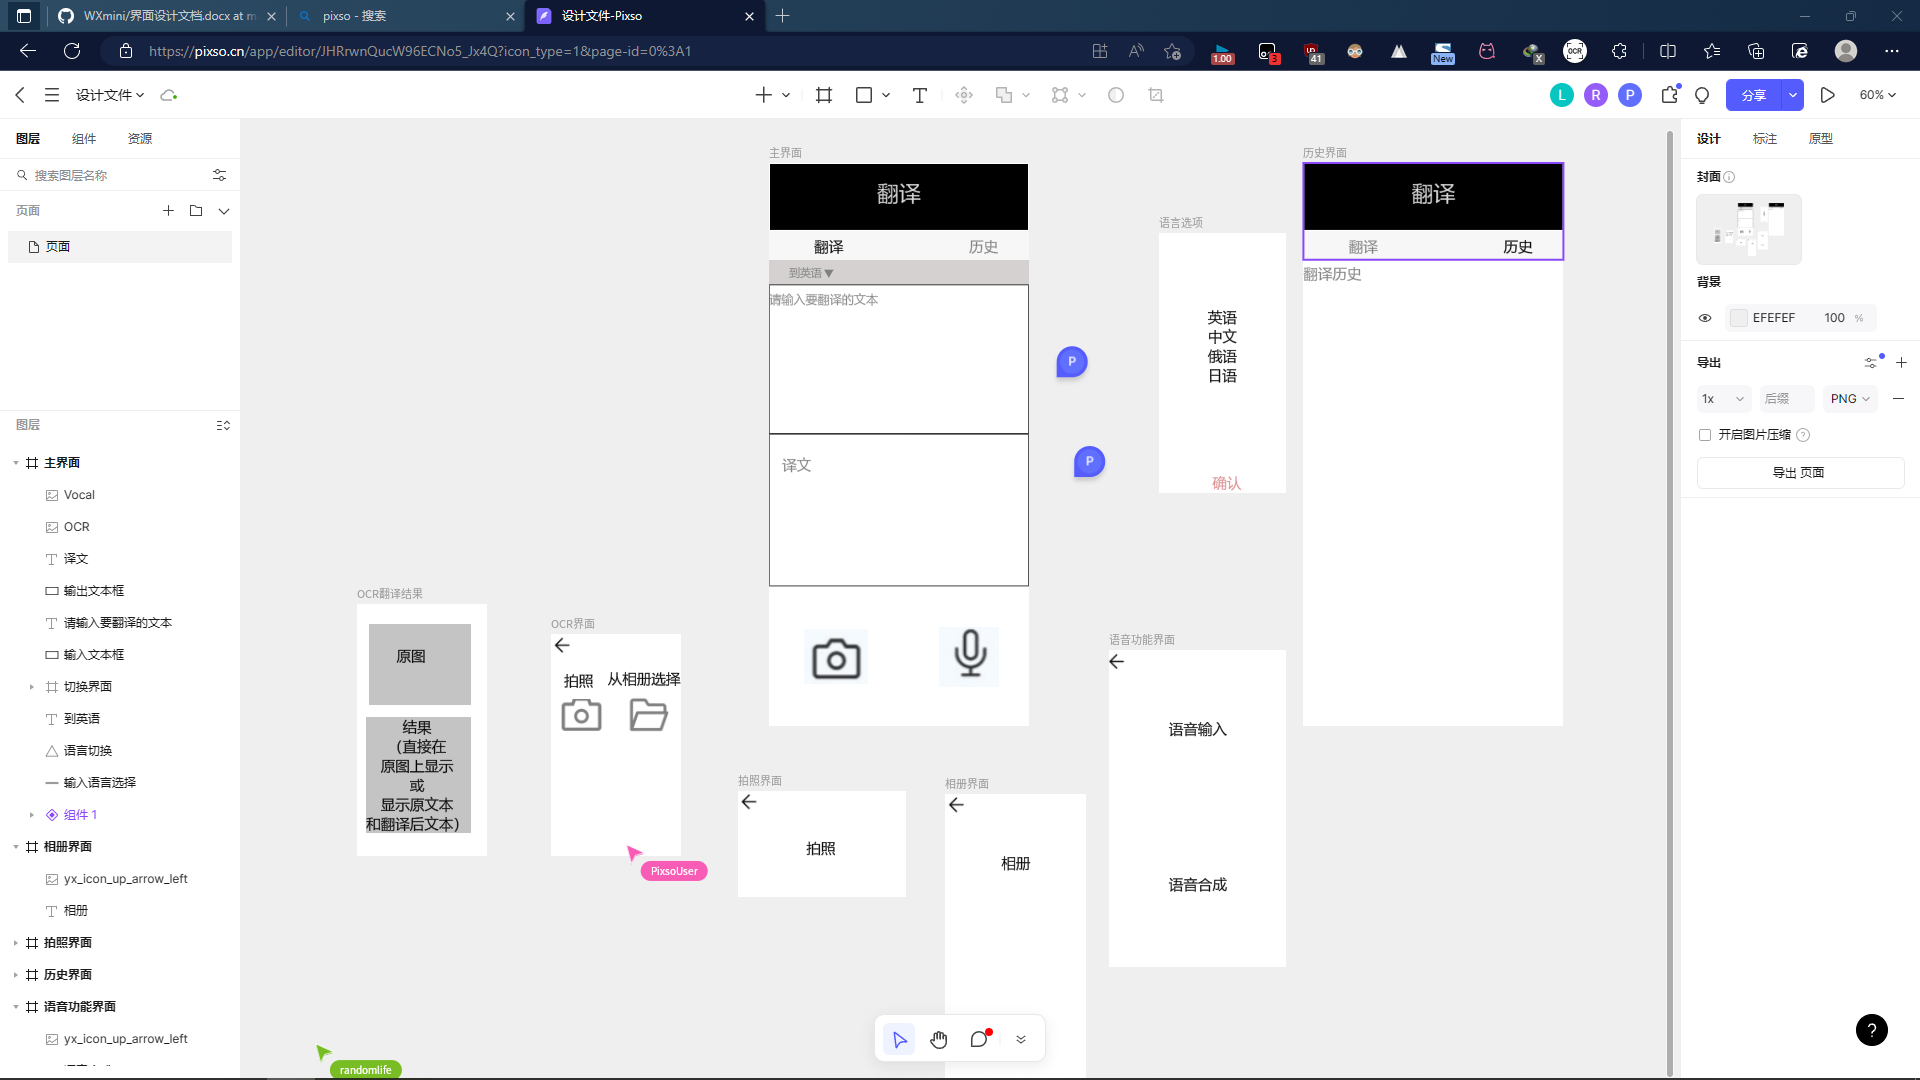 WXmini/界面设计文档.docx at m
pixso - 搜索
设计文件-Pixso
https://pixso.cn/app/editor/JHRrwnQucW96ECNo5_Jx4Q?icon_type=1&page-id=0%3A1
1.00
3
41
New
X
OCR
设计文件
L
R
P
分享
60%
图层
组件
资源
设计
标注
原型
搜索图层名称
页面
页面
图层
主界面
Vocal
OCR
译文
输出文本框
请输入要翻译的文本
输入文本框
切换界面
到英语
语言切换
输入语言选择
组件 1
相册界面
yx_icon_up_arrow_left
相册
拍照界面
历史界面
语音功能界面
yx_icon_up_arrow_left
主界面
翻译
翻译
历史
到英语▼
请输入要翻译的文本
译文
P
P
语言选项
英语
中文
俄语
日语
确认
历史界面
翻译
翻译
历史
翻译历史
OCR翻译结果
原图
结果
（直接在
原图上显示
或
显示原文本
和翻译后文本）
OCR界面
拍照
从相册选择
PixsoUser
拍照界面
拍照
相册界面
相册
语音功能界面
语音输入
语音合成
randomlife
封面
背景
EFEFEF
100
%
导出
1x
后缀
PNG
开启图片压缩
?
导出 页面
?